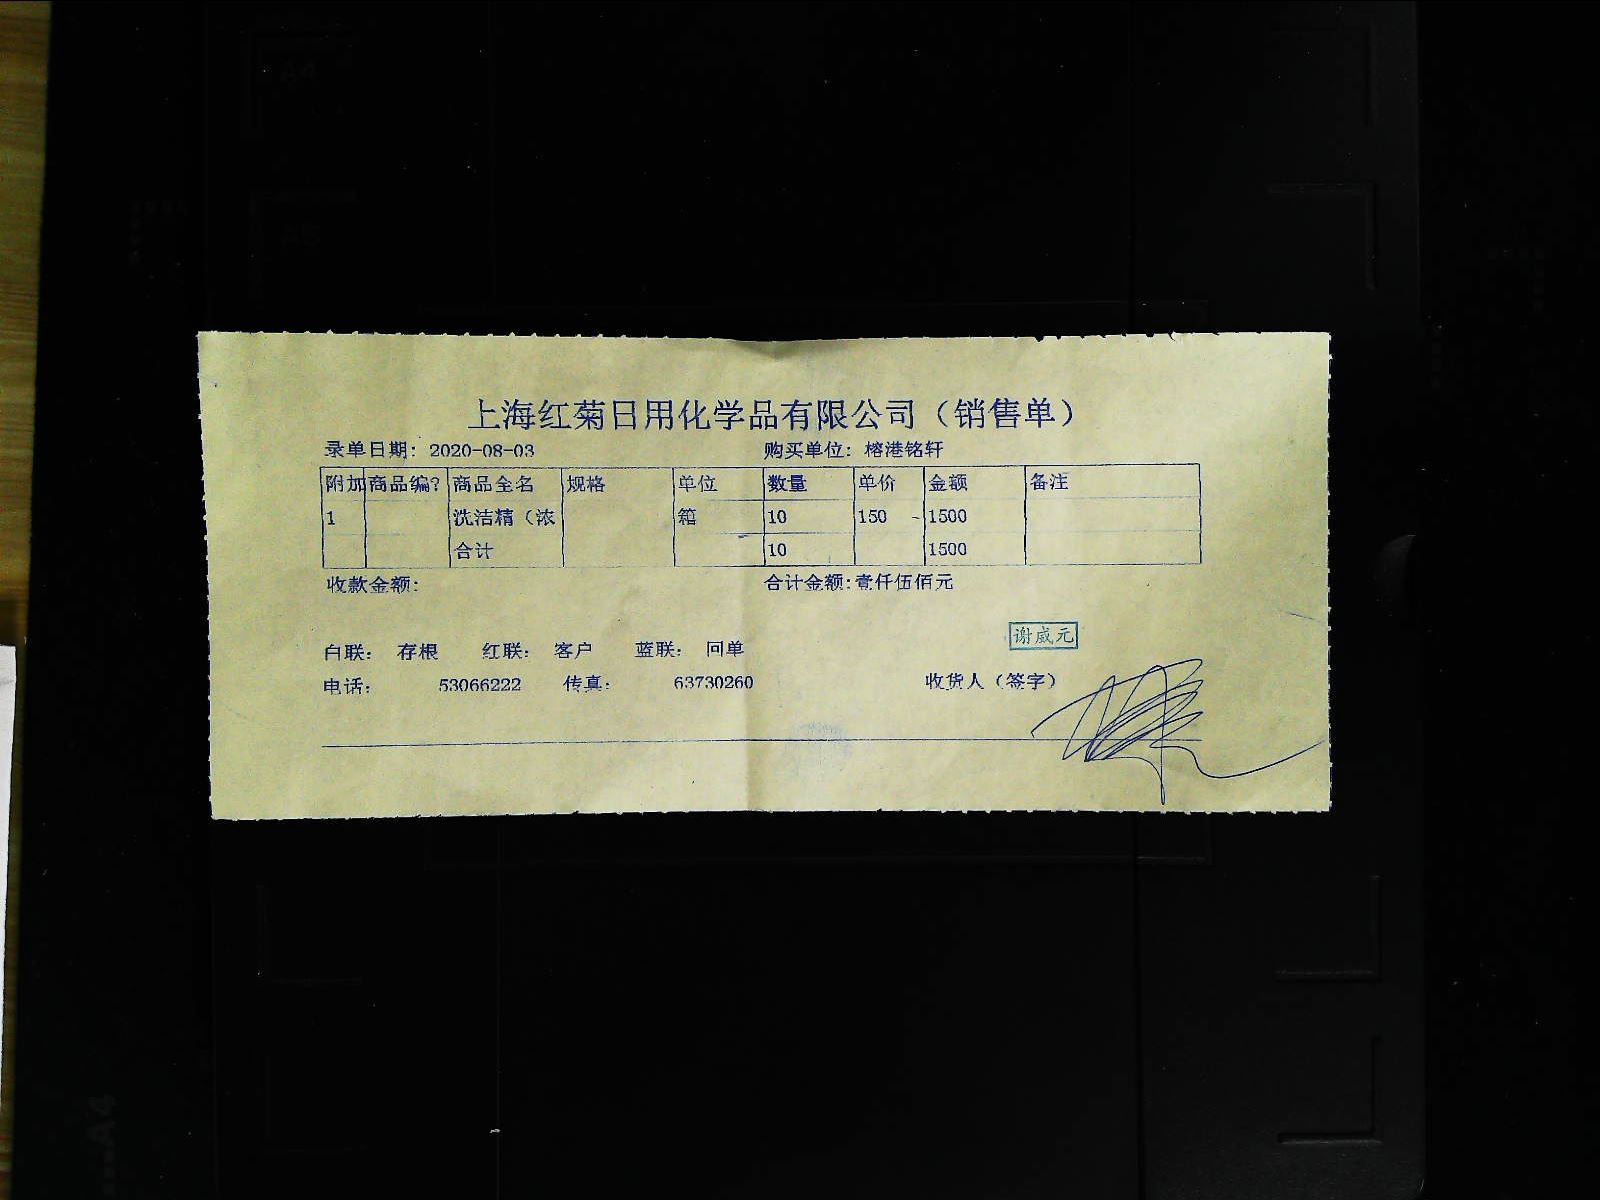 上海红菊日用化学品有限公司（销售单）
录单日期：2020-08-03 购买单位：榕港铭轩
附加 商品编? 商品全名 规格 单位 数量 单价 金额 备注
1 洗洁精（浓 箱 10 150 1500
合计 10 1500
收款金额： 合计金额：壹仟伍佰元
谢威元
白联： 存根 红联： 客户 蓝联： 回单
电话： 53066222 传真： 63730260 收货人（签字）
A4
A5
A4